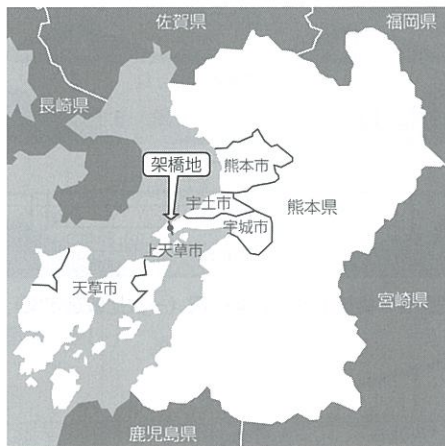 佐賀県
福岡県
長崎県
架橋地
熊本市
宇土市
熊本県
宇城市
上天草市
天草市
宮崎県
鹿児島県